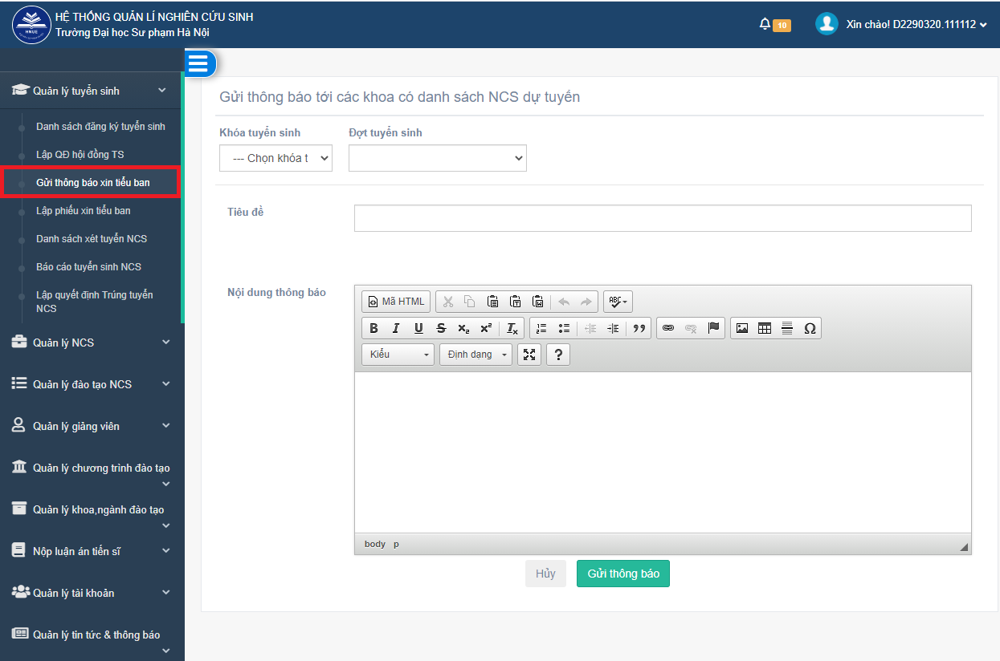 HỆ THỐNG QUẢN LÍ NGHIÊN CỨU SINH
Trường Đại học Sư phạm Hà Nội
HNUE
10
Xin chào! D2290320.111112
Quản lý tuyển sinh
Danh sách đăng ký tuyển sinh
Lập QĐ hội đồng TS
Gửi thông báo xin tiểu ban
Lập phiếu xin tiểu ban
Danh sách xét tuyển NCS
Báo cáo tuyển sinh NCS
Lập quyết định Trúng tuyển
NCS
Quản lý NCS
Quản lý đào tạo NCS
Quản lý giảng viên
Quản lý chương trình đào tạo
Quản lý khoa,ngành đào tạo
Nộp luận án tiến sĩ
Quản lý tài khoản
Quản lý tin tức & thông báo
Gửi thông báo tới các khoa có danh sách NCS dự tuyển
Khóa tuyển sinh Đợt tuyển sinh
--- Chọn khóa t
Tiêu đề
Nội dung thông báo
Mã HTML
ABC
B I U S x₂ x² Iₓ
Ω
Kiểu Định dạng ?
body p
Hủy Gửi thông báo